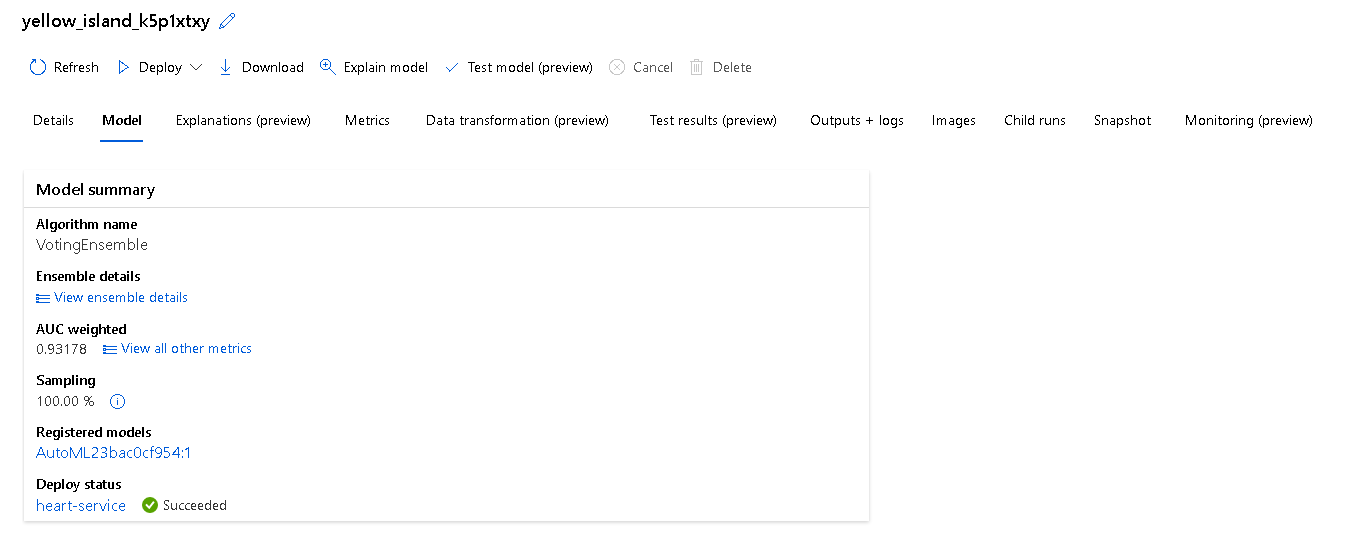 yellow_island_k5p1xtxy
Refresh Deploy Download Explain model Test model (preview) Cancel Delete
Details Model Explanations (preview) Metrics Data transformation (preview) Test results (preview) Outputs + logs Images Child runs Snapshot Monitoring (preview)
Model summary
Algorithm name
VotingEnsemble
Ensemble details
View ensemble details
AUC weighted
0.93178 View all other metrics
Sampling
100.00 %
Registered models
AutoML23bac0cf954:1
Deploy status
heart-service Succeeded